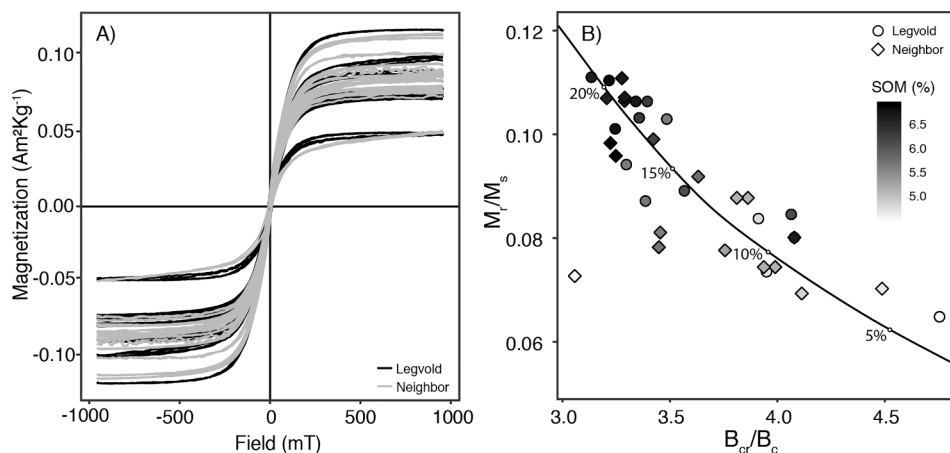 A)
Magnetization (Am²Kg⁻¹)
0.10
0.05
0.00
-0.05
-0.10
-1000 -500 0 500 1000
Field (mT)
Legvold
Neighbor
B)
Legvold
Neighbor
SOM (%)
6.5
6.0
5.5
5.0
20%
15%
10%
5%
Mr/Ms
0.12
0.10
0.08
0.06
3.0 3.5 4.0 4.5
Bcr/Bc